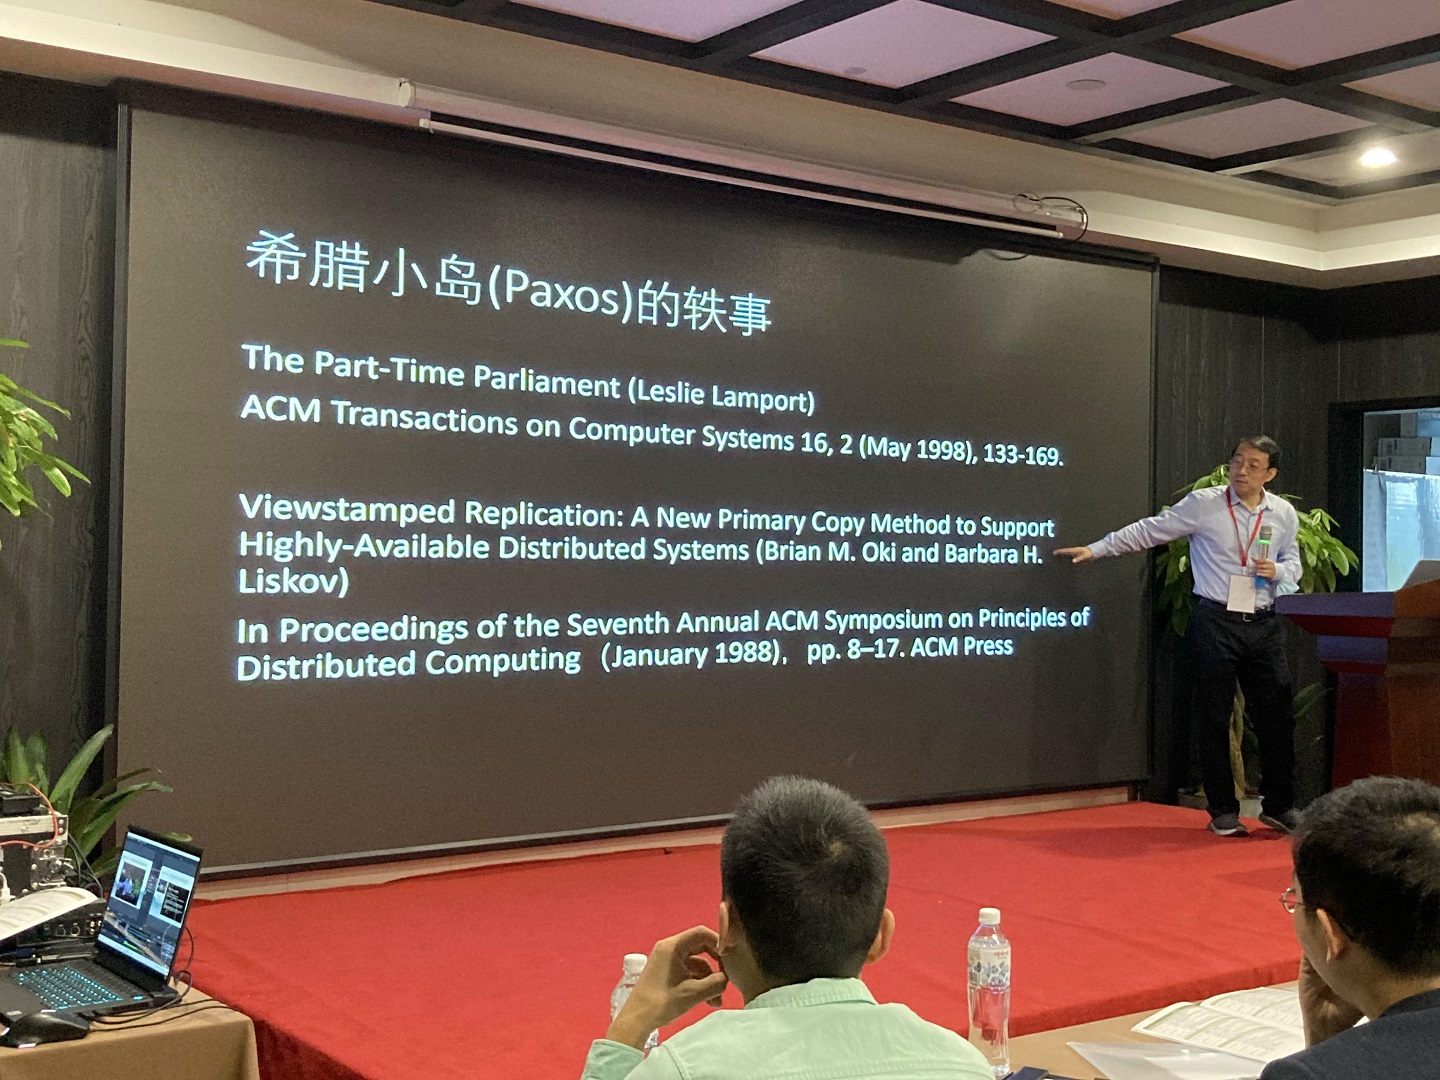 希腊小岛(Paxos)的轶事
The Part-Time Parliament (Leslie Lamport)
ACM Transactions on Computer Systems 16, 2 (May 1998), 133-169.
Viewstamped Replication: A New Primary Copy Method to Support
Highly-Available Distributed Systems (Brian M. Oki and Barbara H.
Liskov)
In Proceedings of the Seventh Annual ACM Symposium on Principles of
Distributed Computing （January 1988)， pp. 8–17. ACM Press